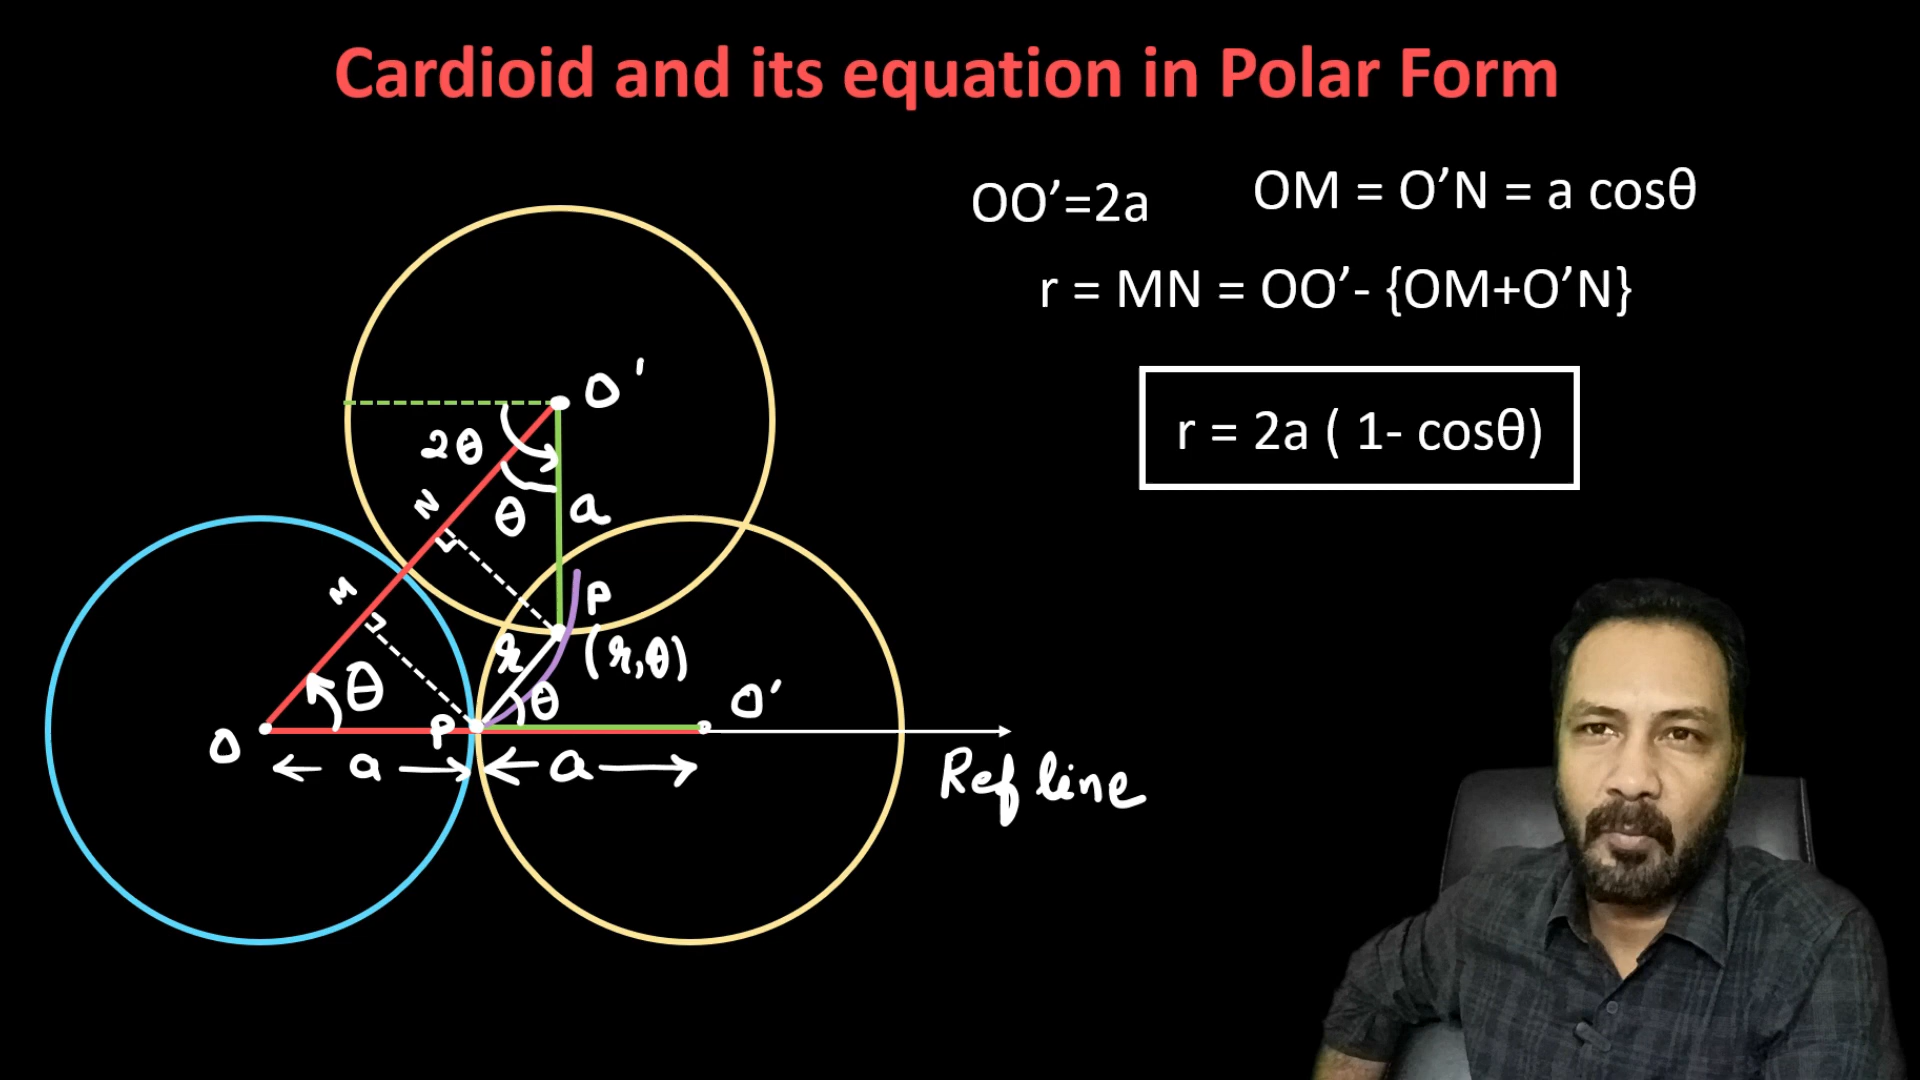 Cardioid and its equation in Polar Form
OO’=2a
OM = O’N = a cosθ
r = MN = OO’- {OM+O’N}
r = 2a ( 1- cosθ)
O'
2θ
N
θ
a
M
P
r
(r,θ)
θ
θ
O'
P
O
a
a
Ref line